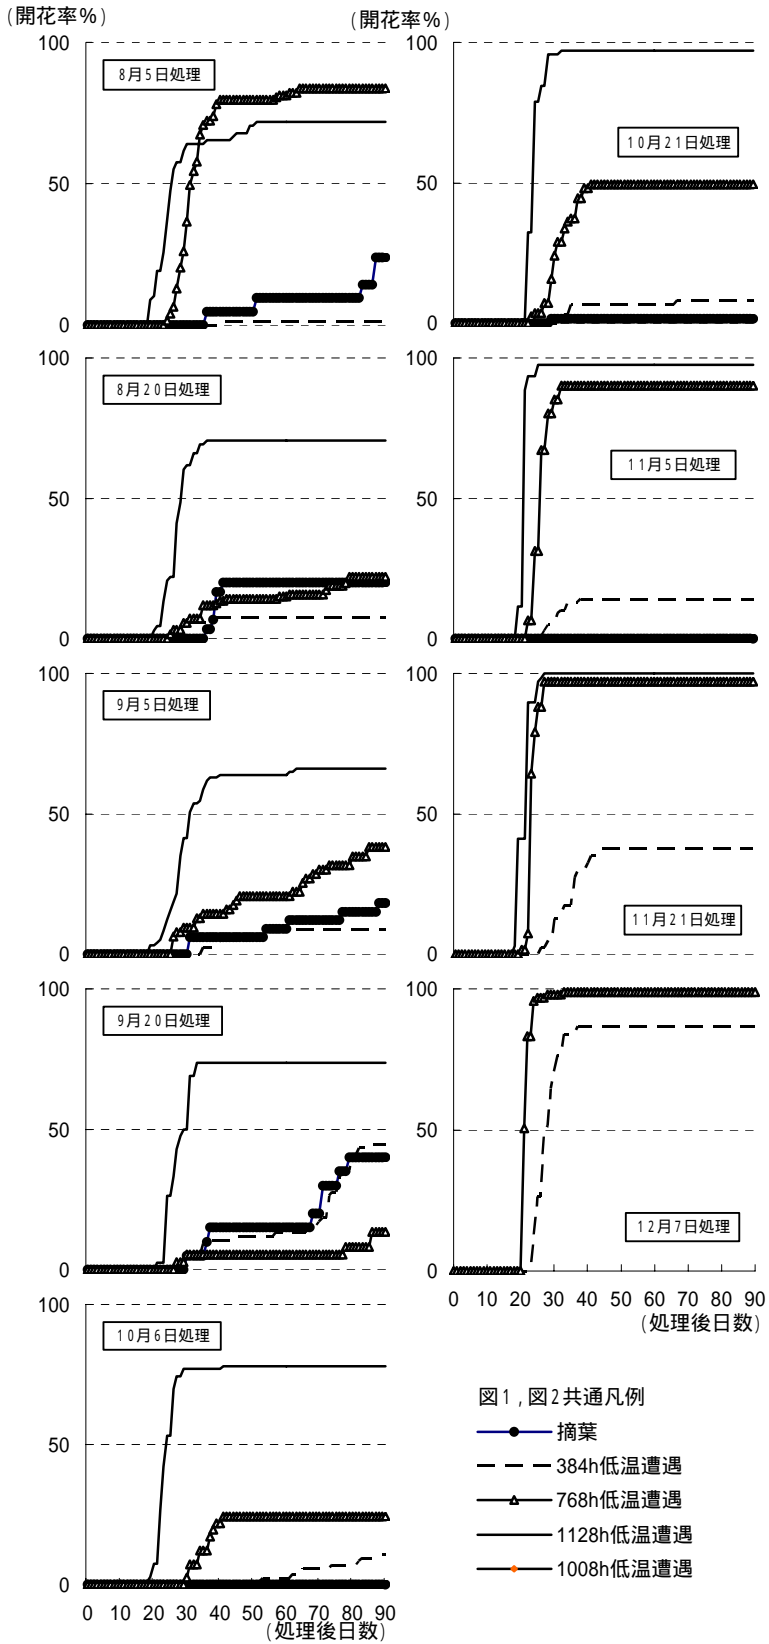 (開花率%)
100
50
0
8月5日処理
100
50
0
8月20日処理
100
50
0
9月5日処理
100
50
0
9月20日処理
100
50
0
10月6日処理
0 10 20 30 40 50 60 70 80 90
(処理後日数)
(開花率%)
100
50
0
10月21日処理
100
50
0
11月5日処理
100
50
0
11月21日処理
100
50
0
12月7日処理
0 10 20 30 40 50 60 70 80 90
(処理後日数)
図1,図2共通凡例
摘葉
384h低温遭遇
768h低温遭遇
1128h低温遭遇
1008h低温遭遇